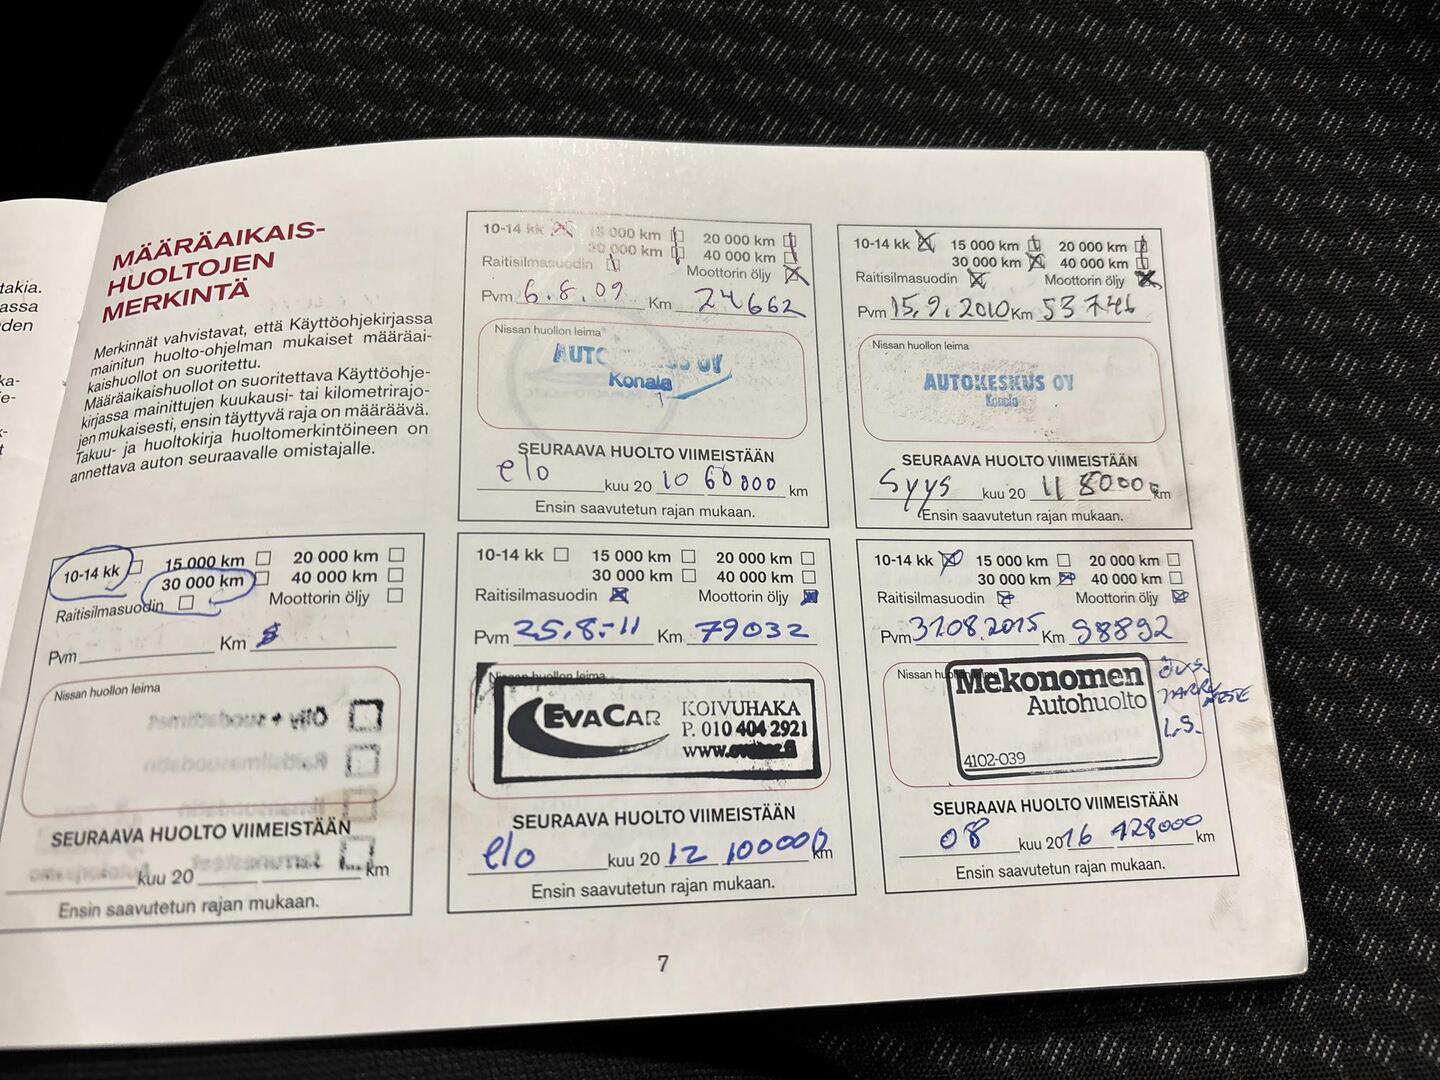 takia.
assa
rden
MÄÄRÄAIKAIS-
HUOLTOJEN
MERKINTÄ
Merkinnät vahvistavat, että Käyttöohjekirjassa
mainitun huolto-ohjelman mukaiset määräai-
kaishuollot on suoritettu.
Määräaikaishuollot on suoritettava Käyttöohje-
kirjassa mainittujen kuukausi- tai kilometrirajo-
jen mukaisesti, ensin täyttyvä raja on määräävä.
Takuu- ja huoltokirja huoltomerkintöineen on
annettava auton seuraavalle omistajalle.
10-14 kk 15 000 km 20 000 km
30 000 km 40 000 km
Raitisilmasuodin Moottorin öljy
Pvm 6.8.09 Km 24662
Nissan huollon leima
Konala
SEURAAVA HUOLTO VIIMEISTÄÄN
elo kuu 20 10 60 000 km
Ensin saavutetun rajan mukaan.
10-14 kk 15 000 km 20 000 km
30 000 km 40 000 km
Raitisilmasuodin Moottorin öljy
Pvm 15.9.2010 Km 53746
Nissan huollon leima
AUTOKESKUS OY
Konala
SEURAAVA HUOLTO VIIMEISTÄÄN
Syys kuu 20 11 80000 km
Ensin saavutetun rajan mukaan.
10-14 kk 15 000 km 20 000 km
30 000 km 40 000 km
Raitisilmasuodin Moottorin öljy
Pvm Km
Nissan huollon leima
SEURAAVA HUOLTO VIIMEISTÄÄN
kuu 20 km
Ensin saavutetun rajan mukaan.
10-14 kk 15 000 km 20 000 km
30 000 km 40 000 km
Raitisilmasuodin Moottorin öljy
Pvm 25.8.-11 Km 79032
Nissan huollon leima
EVACAR KOIVUHAKA
P. 010 404 2921
SEURAAVA HUOLTO VIIMEISTÄÄN
elo kuu 20 12 100000 km
Ensin saavutetun rajan mukaan.
10-14 kk 15 000 km 20 000 km
30 000 km 40 000 km
Raitisilmasuodin Moottorin öljy
Pvm 31.08.2015 Km 98892
Nissan huollon leima
Mekonomen
Autohuolto
4102-039
L.S.
SEURAAVA HUOLTO VIIMEISTÄÄN
08 kuu 2016 128000 km
Ensin saavutetun rajan mukaan.
7